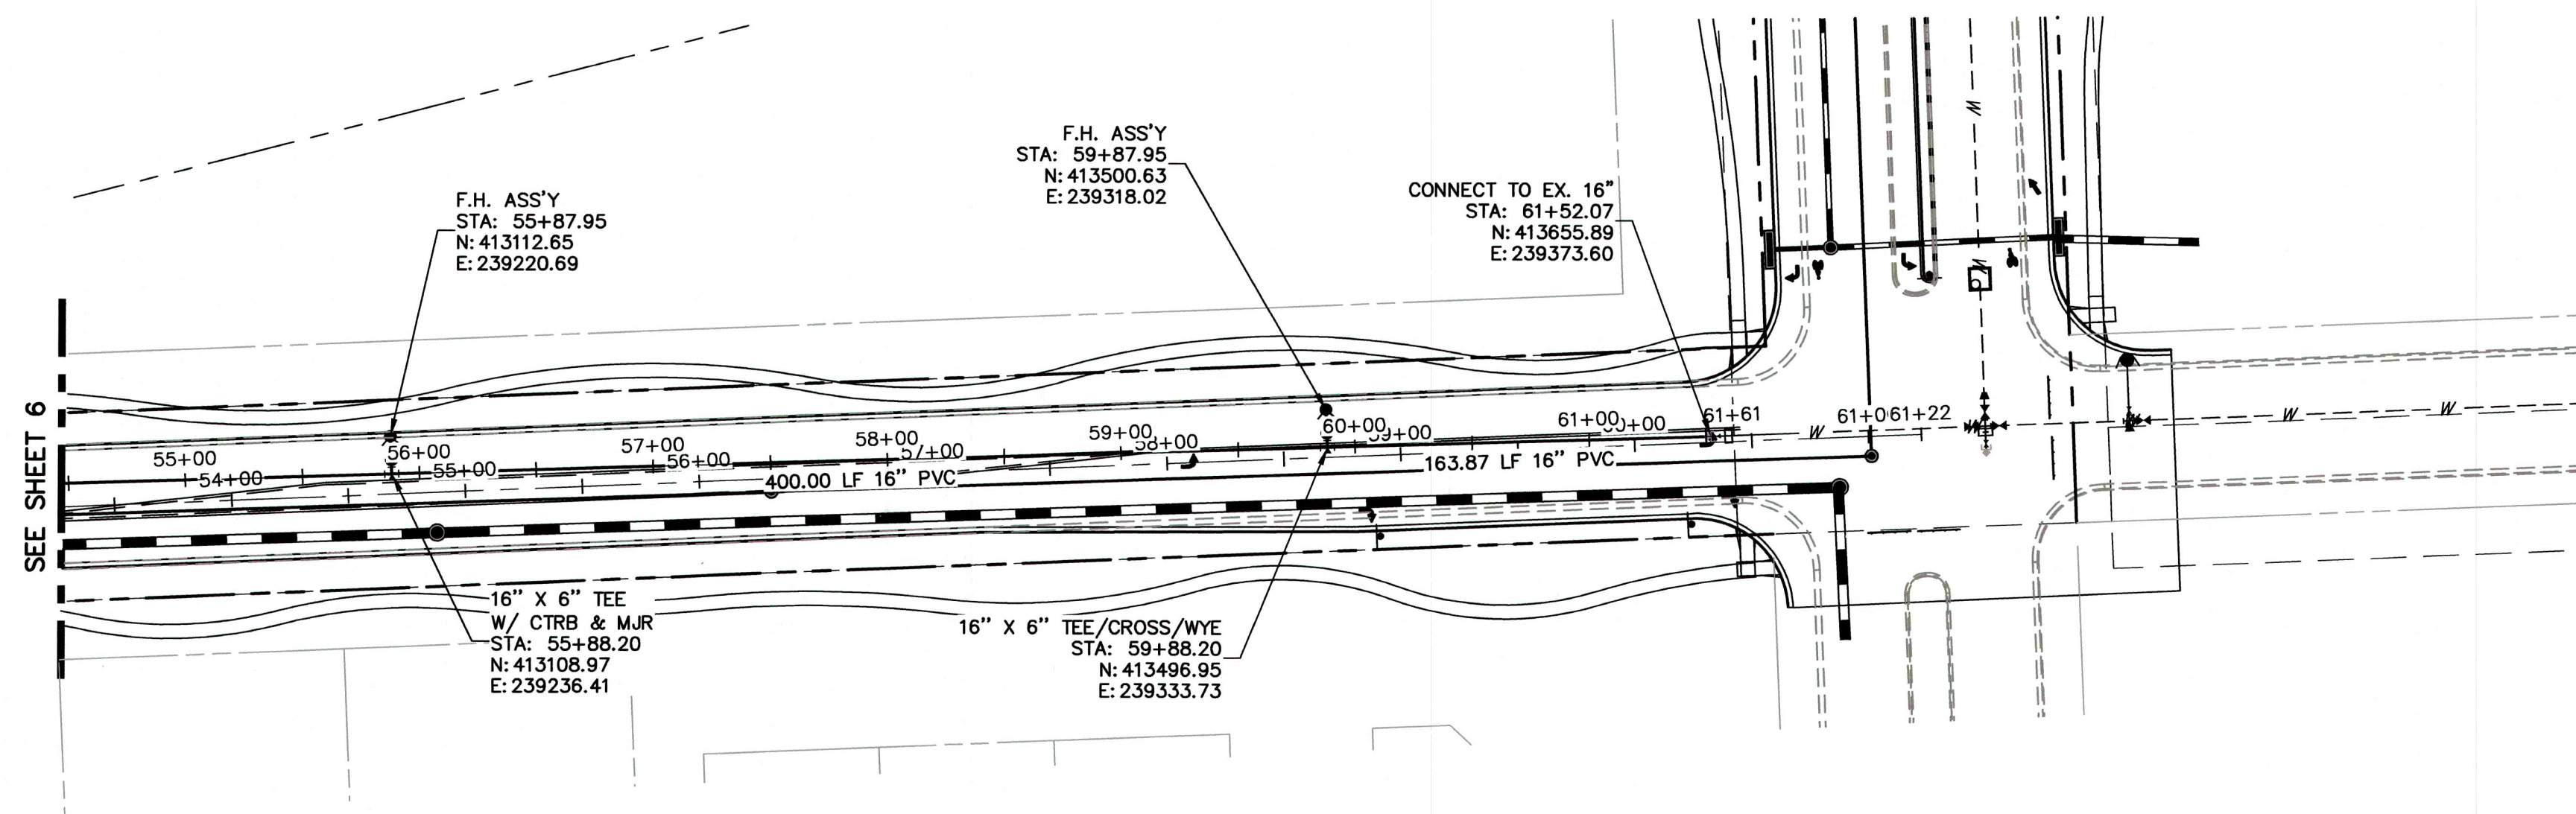 F.H. ASS'Y
STA: 59+87.95
N: 413500.63
E: 239318.02
F.H. ASS'Y
STA: 55+87.95
N: 413112.65
E: 239220.69
CONNECT TO EX. 16"
STA: 61+52.07
N: 413655.89
E: 239373.60
W
W
SEE SHEET 6
55+00
56+00
57+00
58+00
59+00
60+00
61+00
61+61
61+22
54+00
55+00
56+00
57+00
58+00
59+00
W
W
W
W
400.00 LF 16" PVC
163.87 LF 16" PVC
16" X 6" TEE
W/ CTRB & MJR
STA: 55+88.20
N: 413108.97
E: 239236.41
16" X 6" TEE/CROSS/WYE
STA: 59+88.20
N: 413496.95
E: 239333.73